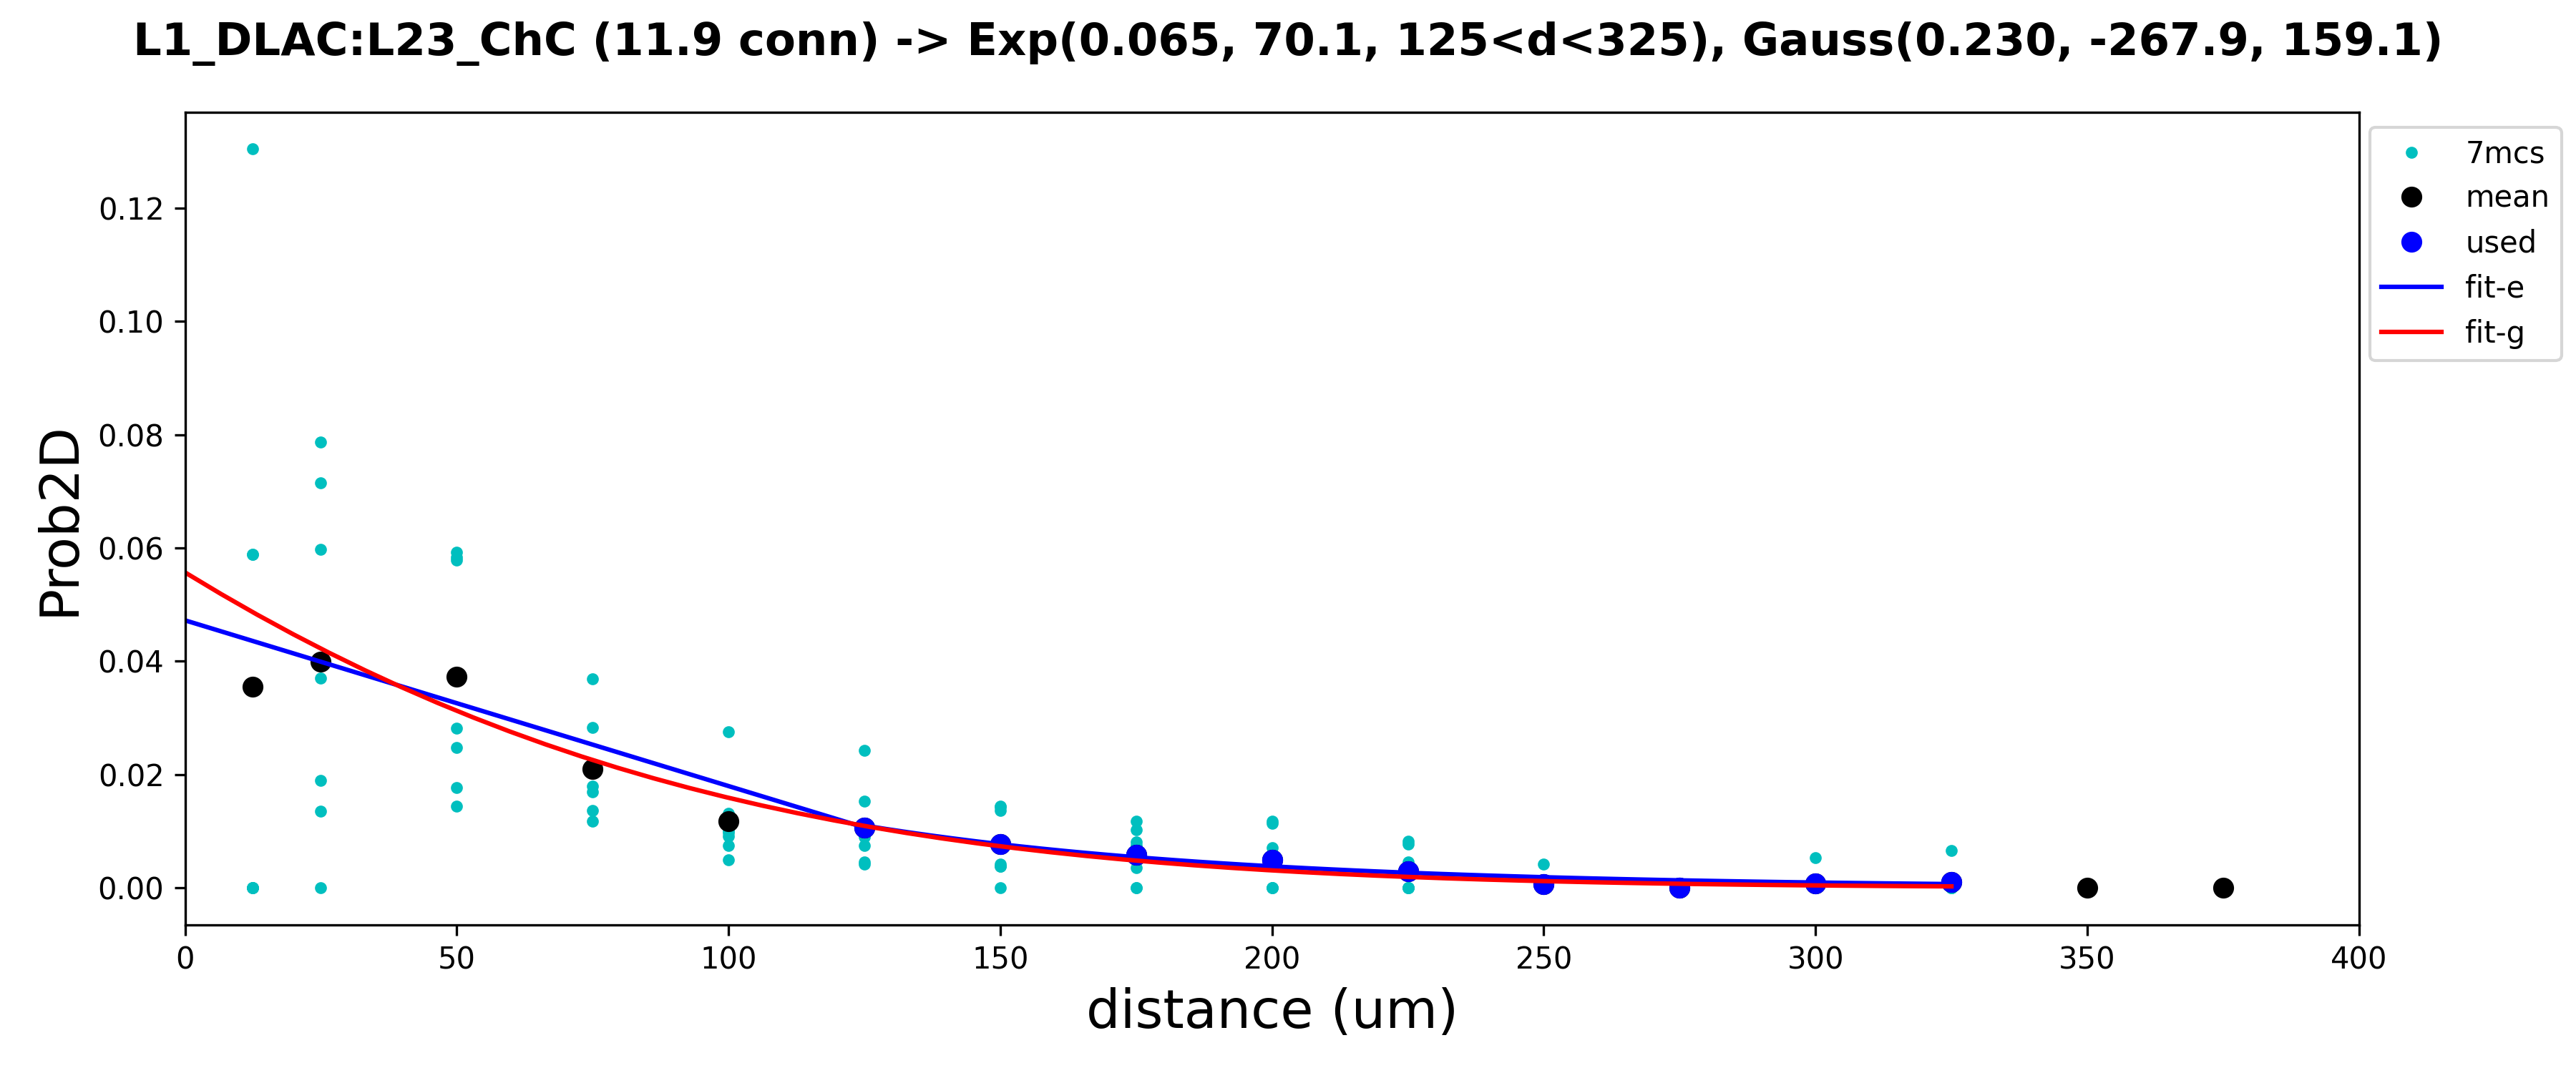 L1_DLAC:L23_ChC (11.9 conn) -> Exp(0.065, 70.1, 125<d<325), Gauss(0.230, -267.9, 159.1)
7mcs
mean
used
fit-e
fit-g
Prob2D
0.12
0.10
0.08
0.06
0.04
0.02
0.00
0 50 100 150 200 250 300 350 400
distance (um)